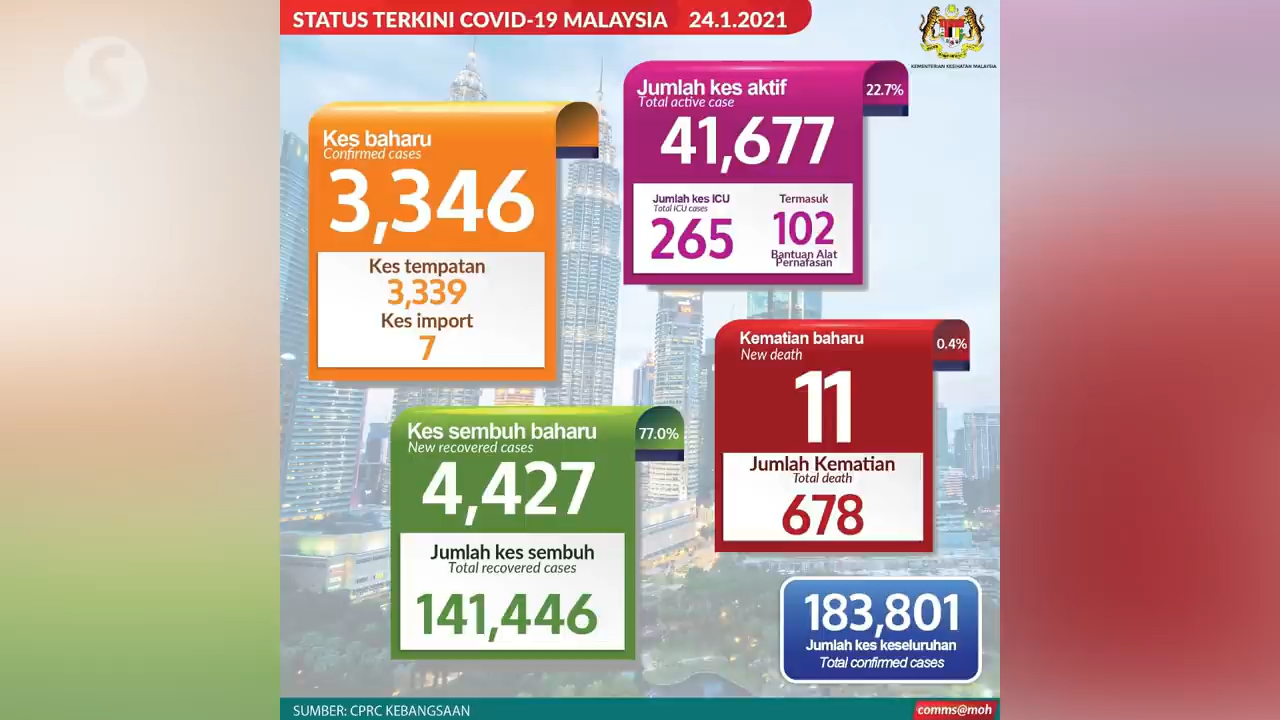 STATUS TERKINI COVID-19 MALAYSIA 24.1.2021
KEMENTERIAN KESIHATAN MALAYSIA
Kes baharu
Confirmed cases
3,346
Kes tempatan
3,339
Kes import
7
Jumlah kes aktif
Total active case
22.7%
41,677
Jumlah kes ICU
Total ICU cases
265
Termasuk
102
Bantuan Alat
Pernafasan
Kes sembuh baharu
New recovered cases
77.0%
4,427
Jumlah kes sembuh
Total recovered cases
141,446
Kematian baharu
New death
0.4%
11
Jumlah Kematian
Total death
678
183,801
Jumlah kes keseluruhan
Total confirmed cases
SUMBER: CPRC KEBANGSAAN
comms@moh